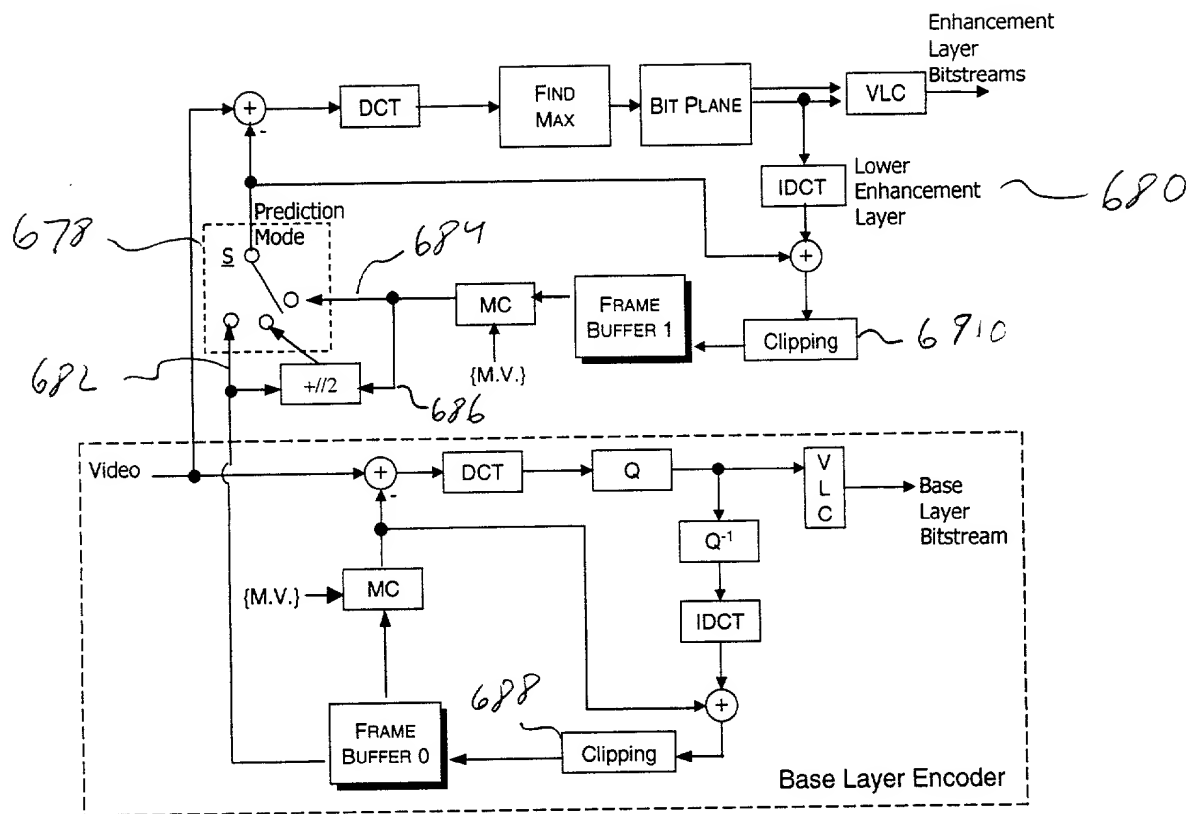 Enhancement
Layer
Bitstreams
+
-
DCT
FIND
MAX
BIT PLANE
VLC
IDCT
Lower
Enhancement
Layer
680
678
Prediction
Mode
S
684
MC
{M.V.}
FRAME
BUFFER 1
+
Clipping
6910
682
+//2
686
Video
+
-
DCT
Q
V
L
C
Base
Layer
Bitstream
Q-1
{M.V.}
MC
IDCT
+
688
FRAME
BUFFER 0
Clipping
Base Layer Encoder